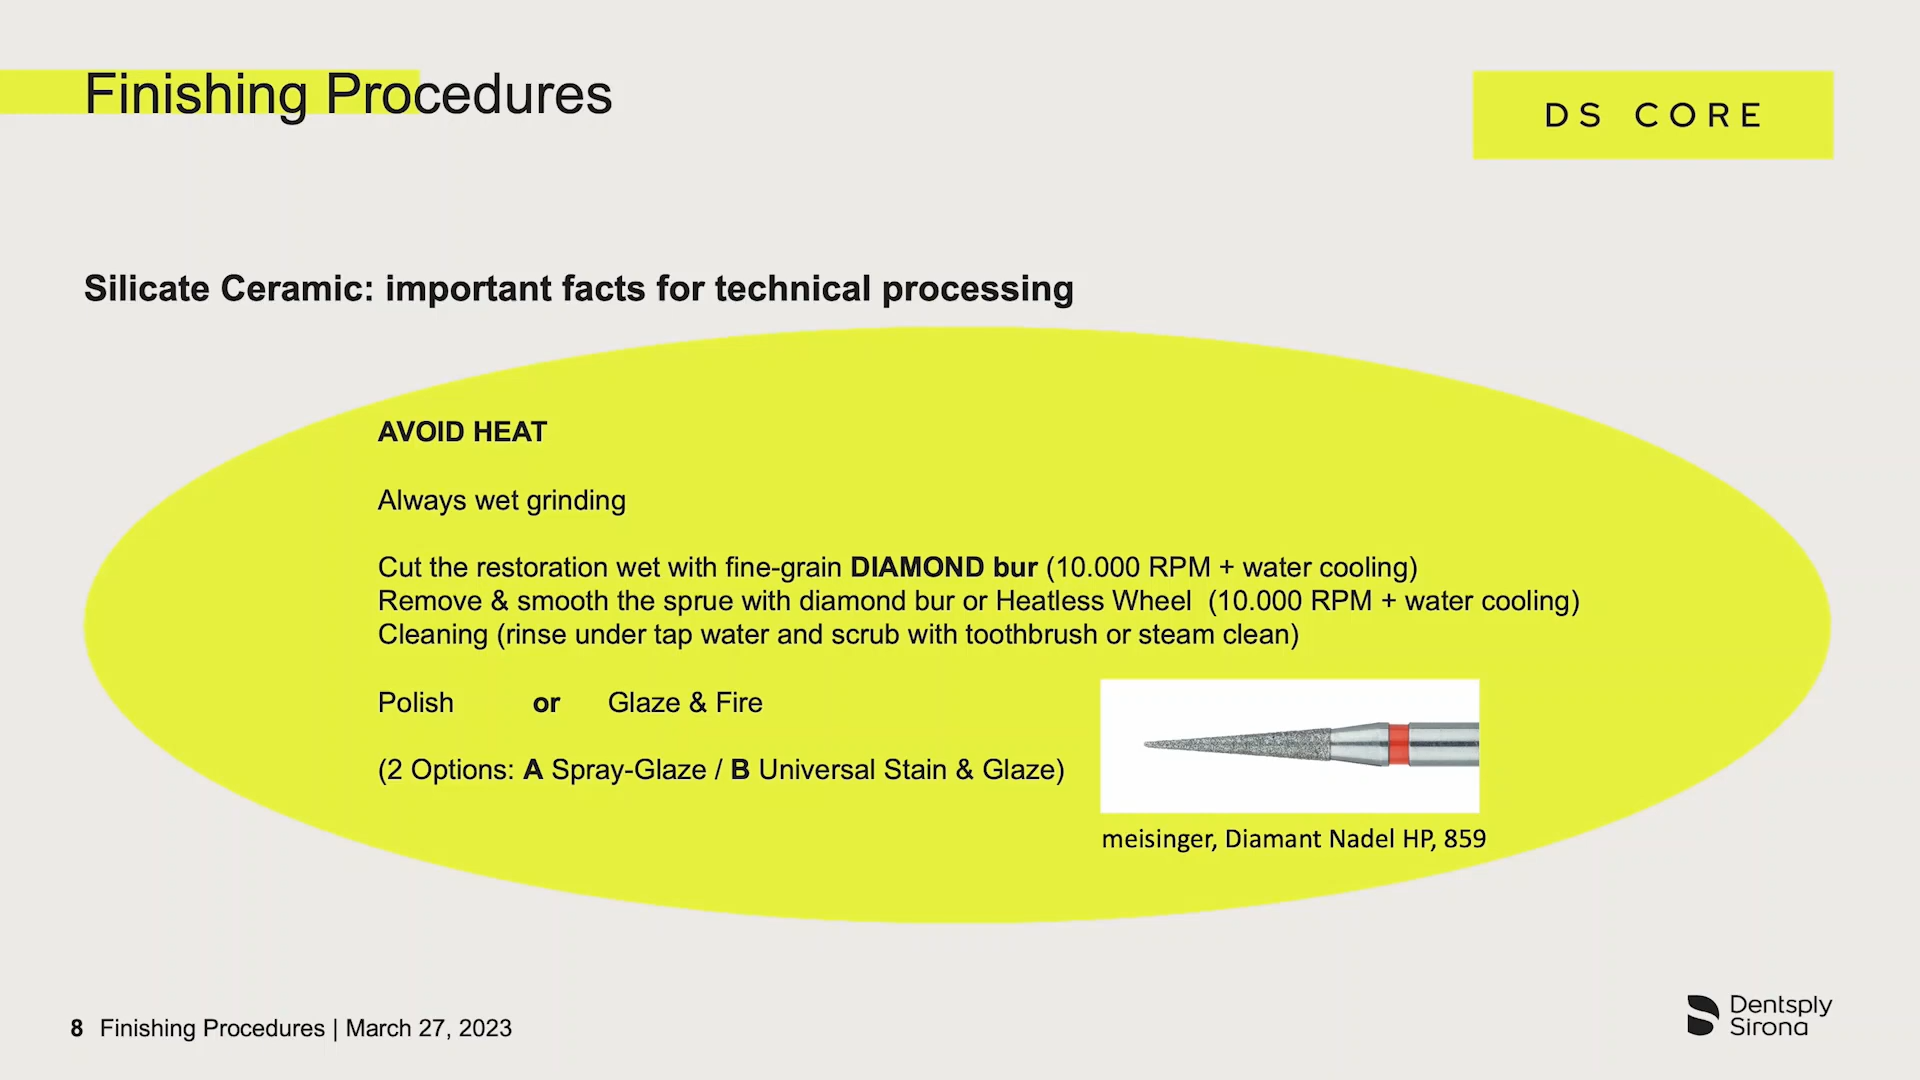 Finishing Procedures
DS CORE
Silicate Ceramic: important facts for technical processing
AVOID HEAT
Always wet grinding
Cut the restoration wet with fine-grain DIAMOND bur (10.000 RPM + water cooling)
Remove & smooth the sprue with diamond bur or Heatless Wheel (10.000 RPM + water cooling)
Cleaning (rinse under tap water and scrub with toothbrush or steam clean)
Polish or Glaze & Fire
(2 Options: A Spray-Glaze / B Universal Stain & Glaze)
meisinger, Diamant Nadel HP, 859
8 Finishing Procedures | March 27, 2023
Dentsply
Sirona